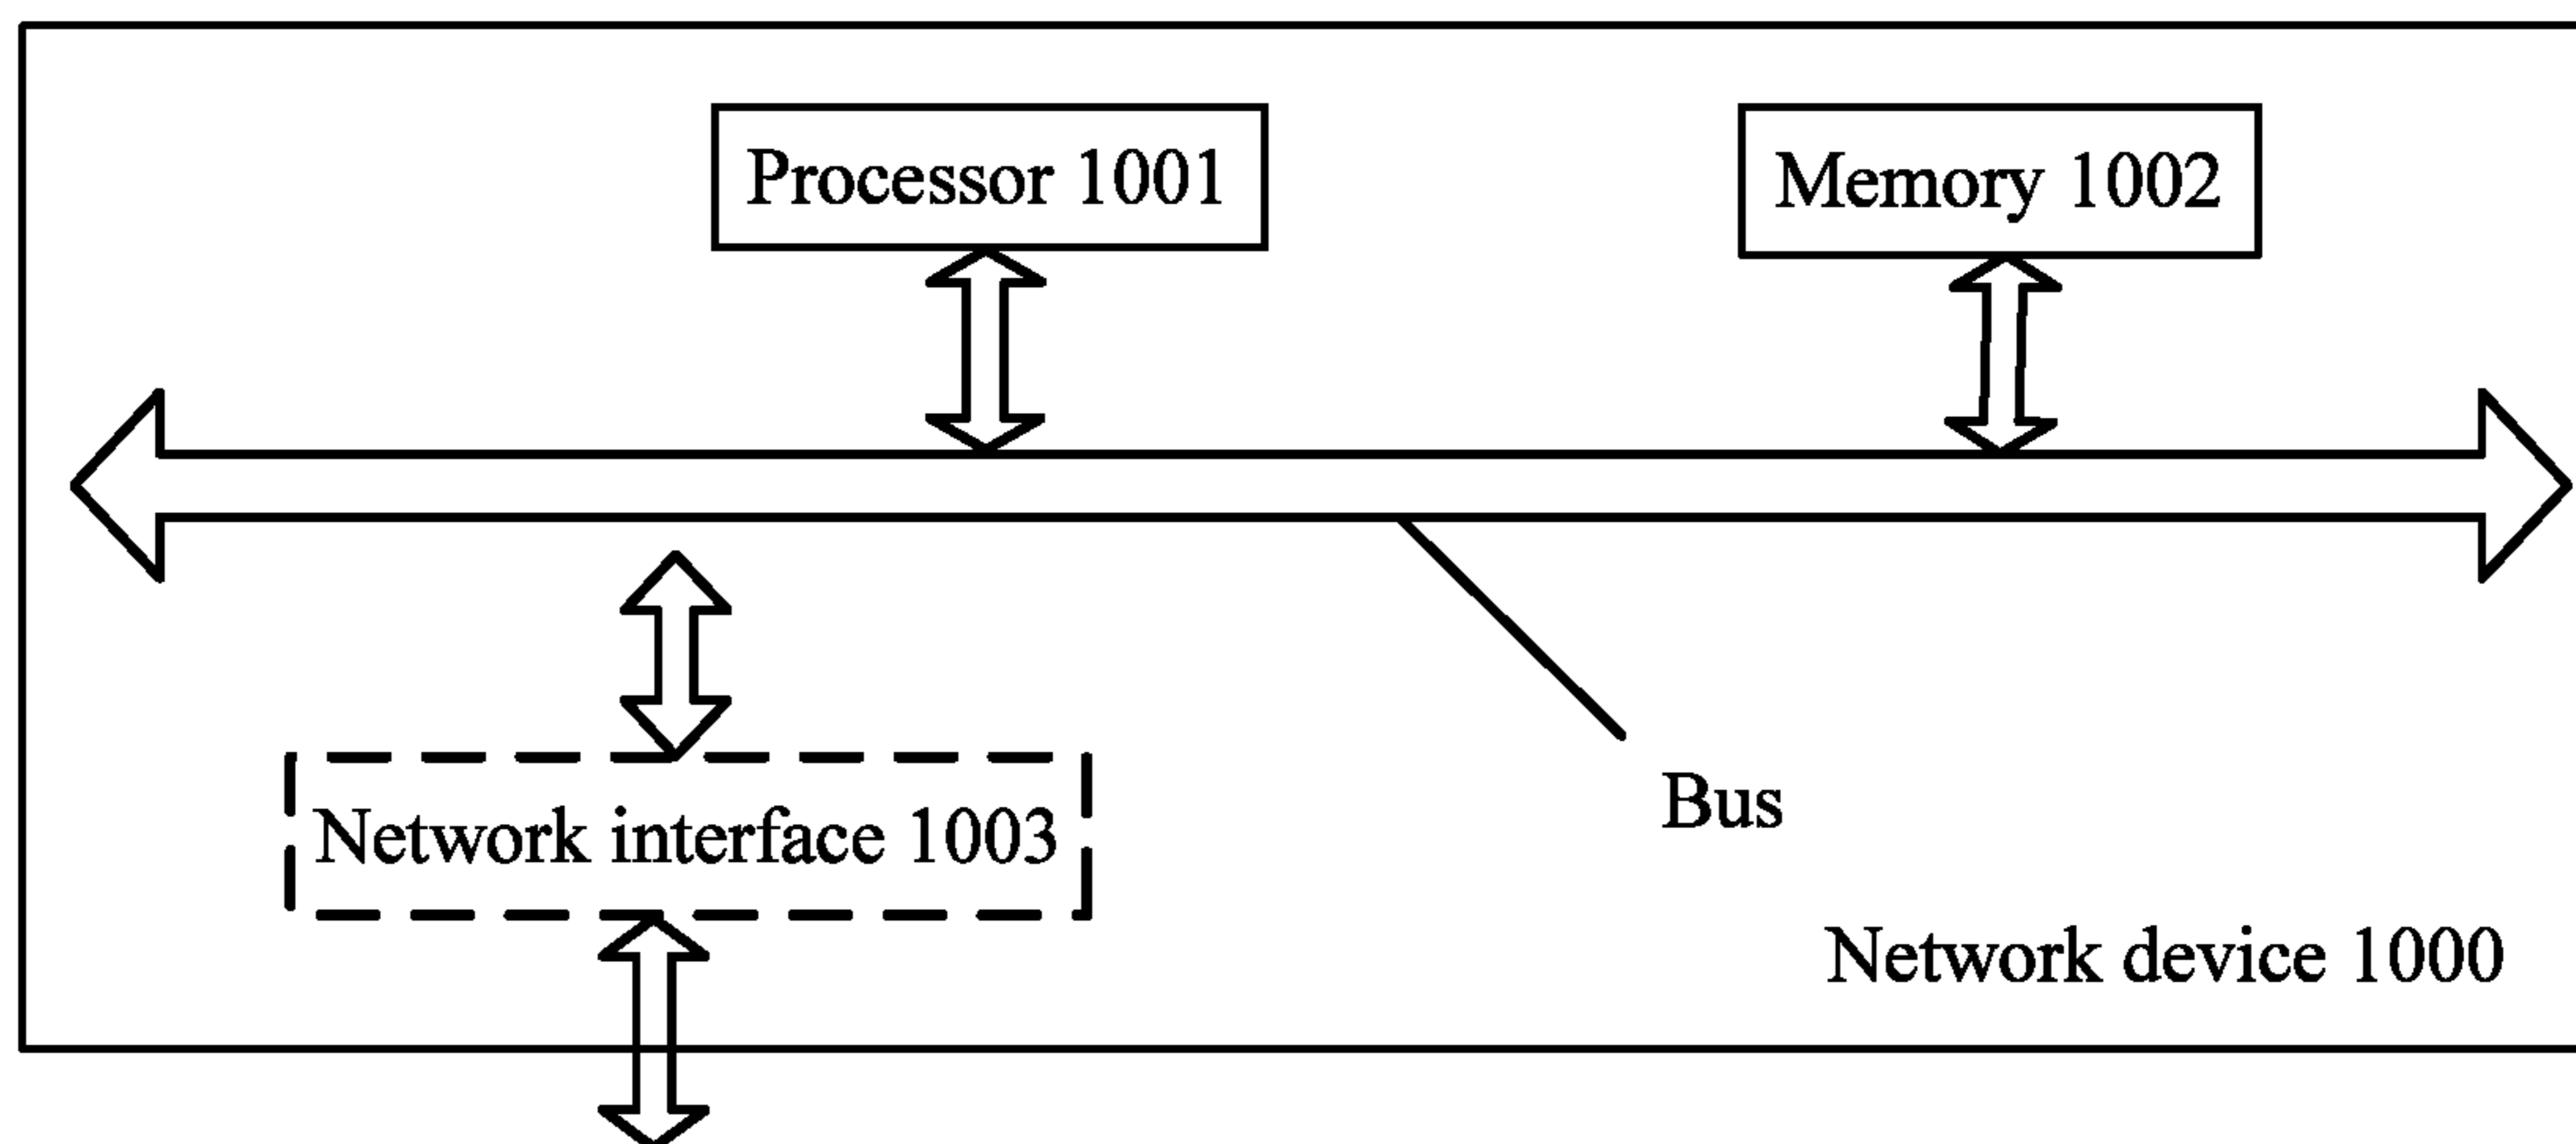 Processor 1001
Memory 1002
Network interface 1003
Bus
Network device 1000